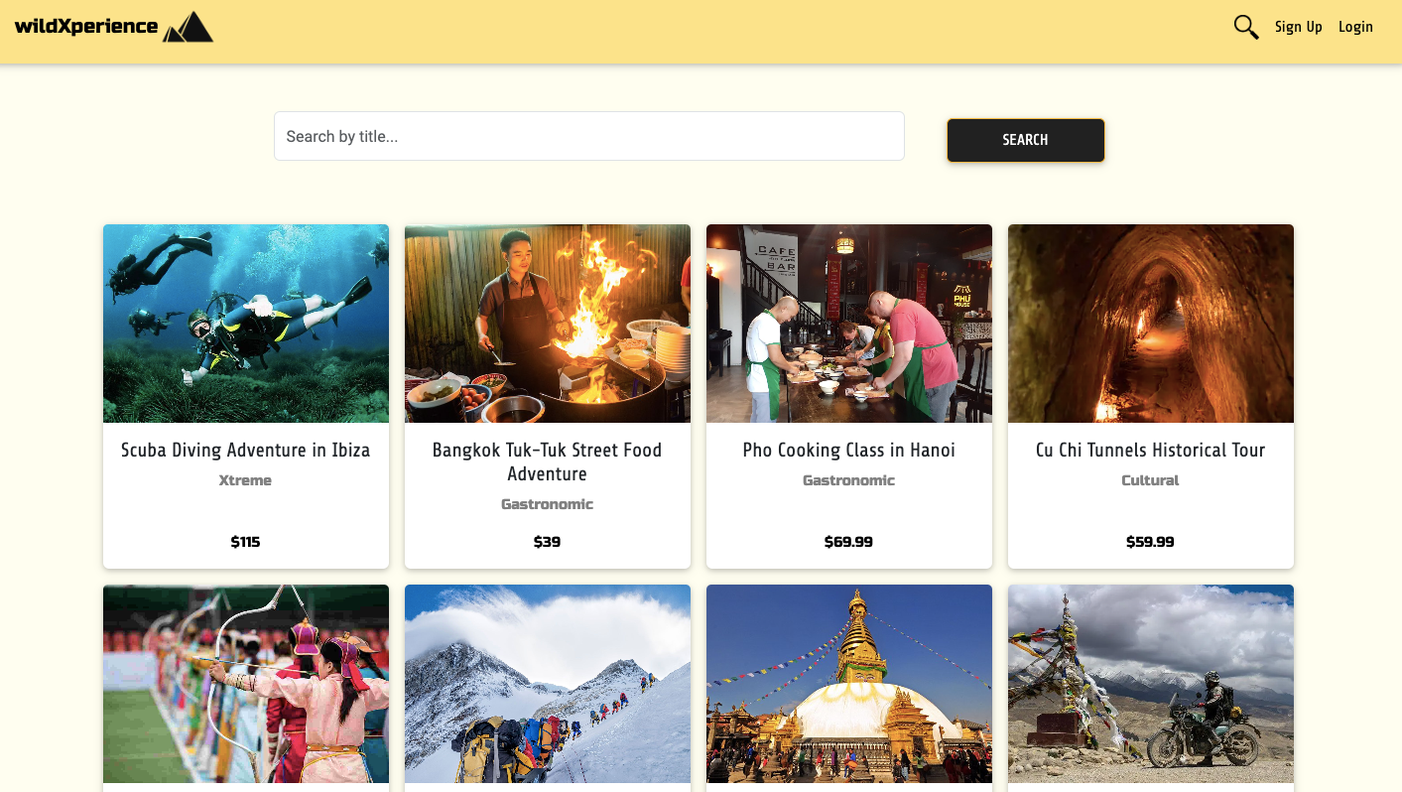 wildXperience
Sign Up
Login
Search by title...
SEARCH
CAFE
BAR
PHỦ
HOUSE
Scuba Diving Adventure in Ibiza
Xtreme
$115
Bangkok Tuk-Tuk Street Food
Adventure
Gastronomic
$39
Pho Cooking Class in Hanoi
Gastronomic
$69.99
Cu Chi Tunnels Historical Tour
Cultural
$59.99